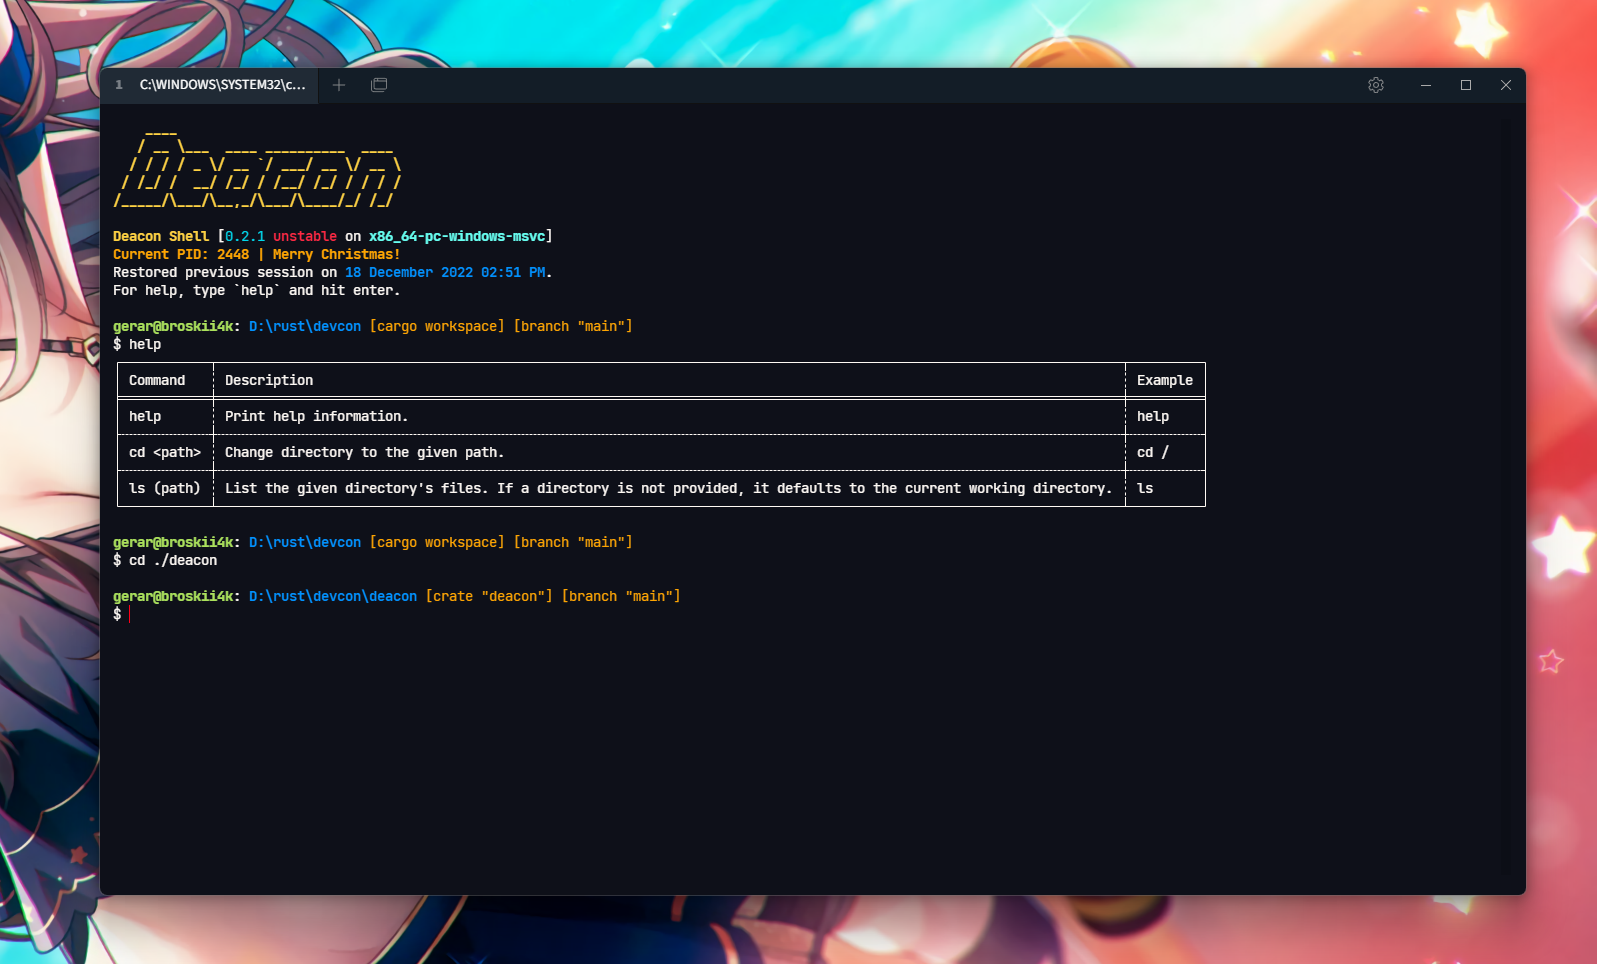 1 C:\WINDOWS\SYSTEM32\c...
Deacon
Deacon Shell [0.2.1 unstable on x86_64-pc-windows-msvc]
Current PID: 2448 | Merry Christmas!
Restored previous session on 18 December 2022 02:51 PM.
For help, type `help` and hit enter.
gerar@broskii4k: D:\rust\devcon [cargo workspace] [branch "main"]
$ help
Command Description Example
help Print help information. help
cd <path> Change directory to the given path. cd /
ls (path) List the given directory's files. If a directory is not provided, it defaults to the current working directory. ls
gerar@broskii4k: D:\rust\devcon [cargo workspace] [branch "main"]
$ cd ./deacon
gerar@broskii4k: D:\rust\devcon\deacon [crate "deacon"] [branch "main"]
$